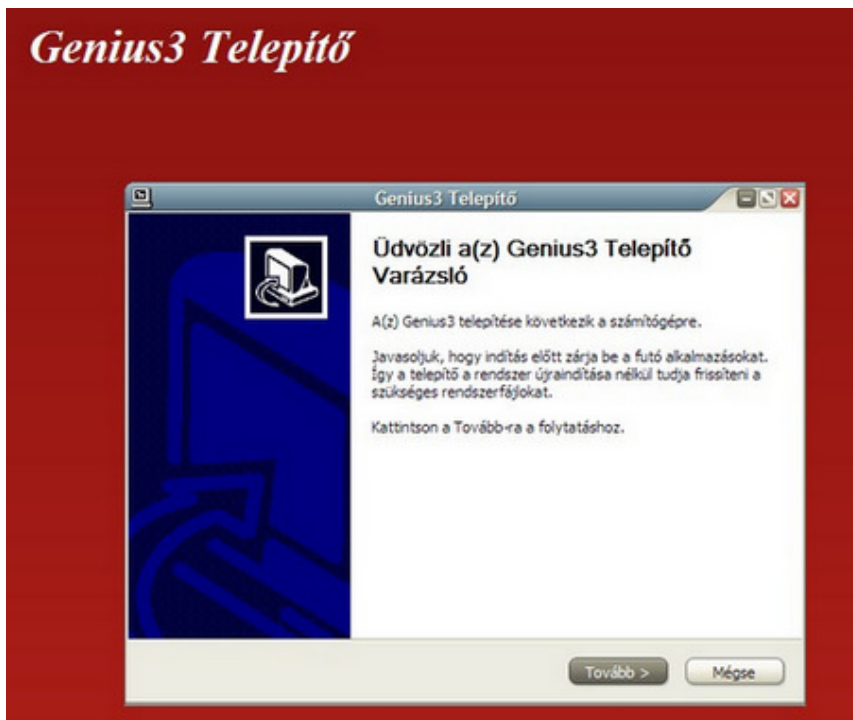 Genius3 Telepítő
Genius3 Telepítő
Üdvözli a(z) Genius3 Telepítő
Varázsló
A(z) Genius3 telepítése következik a számítógépre.
Javasoljuk, hogy indítás előtt zárja be a futó alkalmazásokat.
Így a telepítő a rendszer újraindítása nélkül tudja frissíteni a
szükséges rendszerfájlokat.
Kattintson a Tovább-ra a folytatáshoz.
Tovább >
Mégse